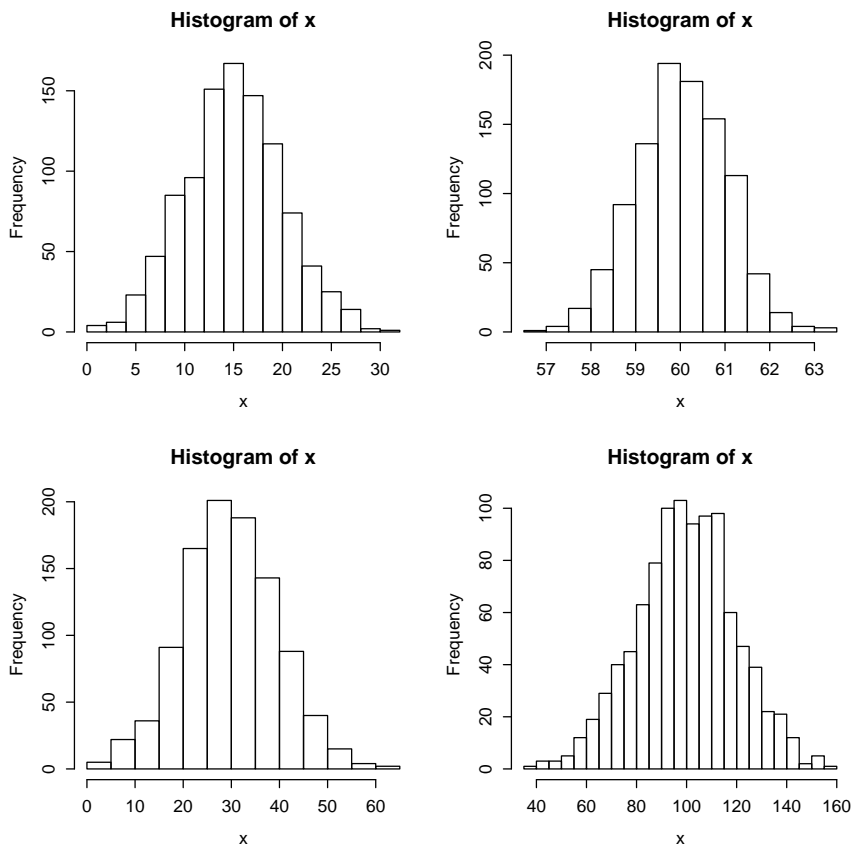 Histogram of x
Frequency
0 50 100 150
0 5 10 15 20 25 30
x
Histogram of x
Frequency
0 50 100 150 200
57 58 59 60 61 62 63
x
Histogram of x
Frequency
0 50 100 150 200
0 10 20 30 40 50 60
x
Histogram of x
Frequency
0 20 40 60 80 100
40 60 80 100 120 140 160
x